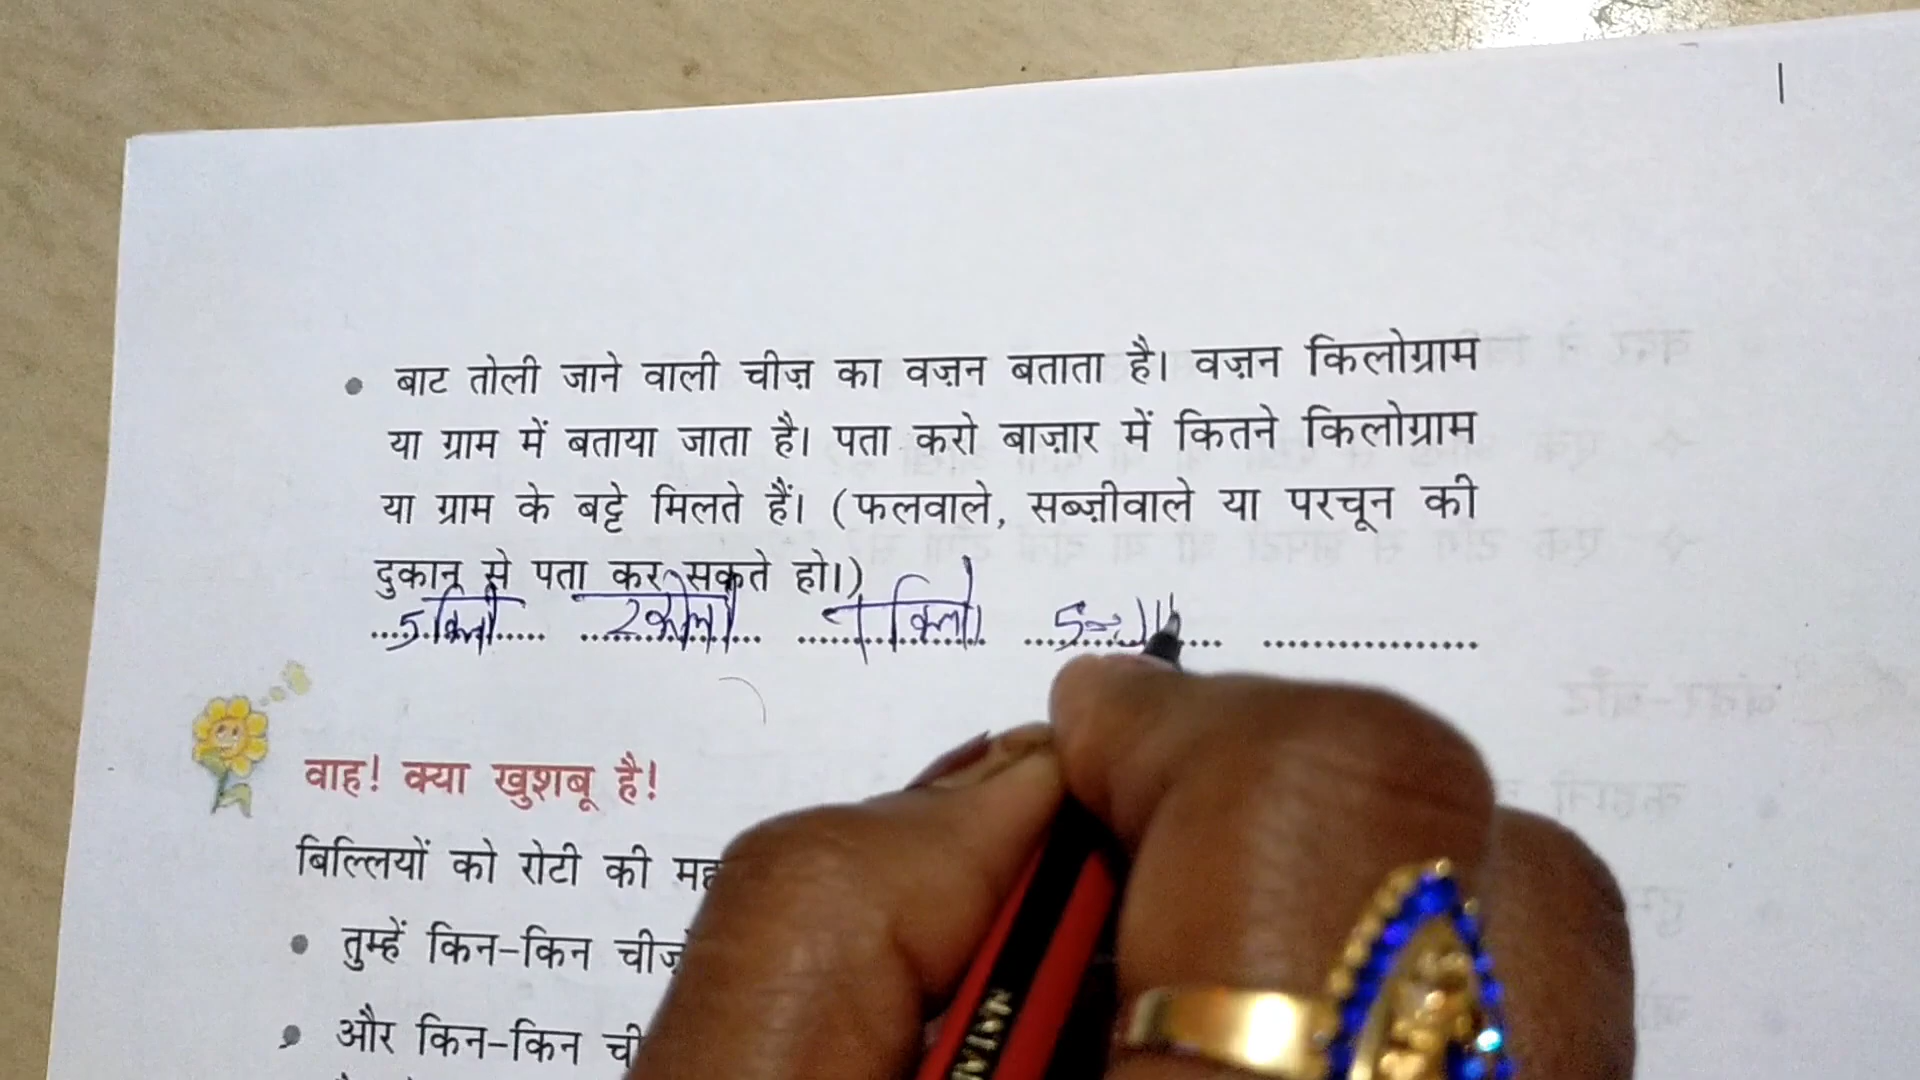 बाट तोली जाने वाली चीज़ का वज़न बताता है। वज़न किलोग्राम
या ग्राम में बताया जाता है। पता करो बाज़ार में कितने किलोग्राम
या ग्राम के बट्टे मिलते हैं। (फलवाले, सब्ज़ीवाले या परचून की
दुकान से पता कर सकते हो।)
5 किलो 2 किलो 1 किलो
वाह! क्या खुशबू है!
बिल्लियों को रोटी की
तुम्हें किन-किन
और किन-किन